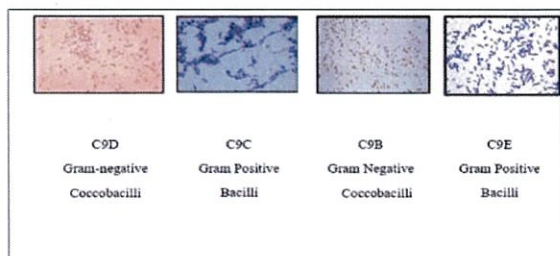 C9D C9C C9B C9E
Gram-negative Gram Positive Gram Negative Gram Positive
Coccobacilli Bacilli Coccobacilli Bacilli